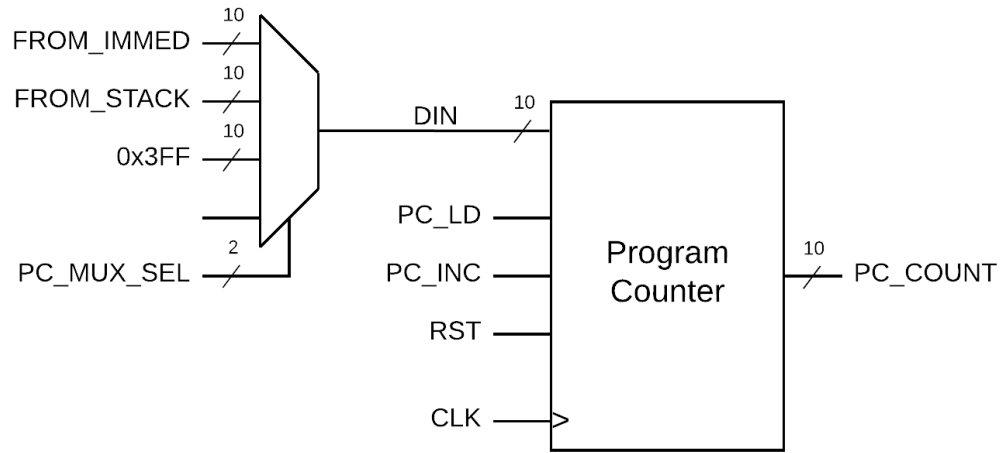 10
FROM_IMMED
10
FROM_STACK
10
0x3FF
2
PC_MUX_SEL
DIN
10
PC_LD
PC_INC
RST
CLK
Program
Counter
10
PC_COUNT